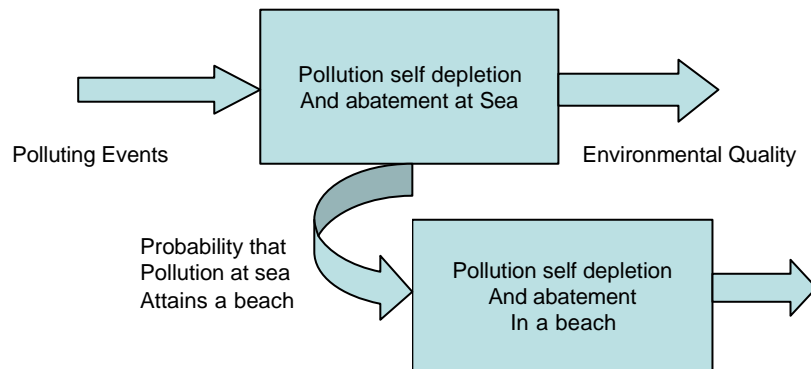 Pollution self depletion
And abatement at Sea
Polluting Events
Environmental Quality
Probability that
Pollution at sea
Attains a beach
Pollution self depletion
And abatement
In a beach